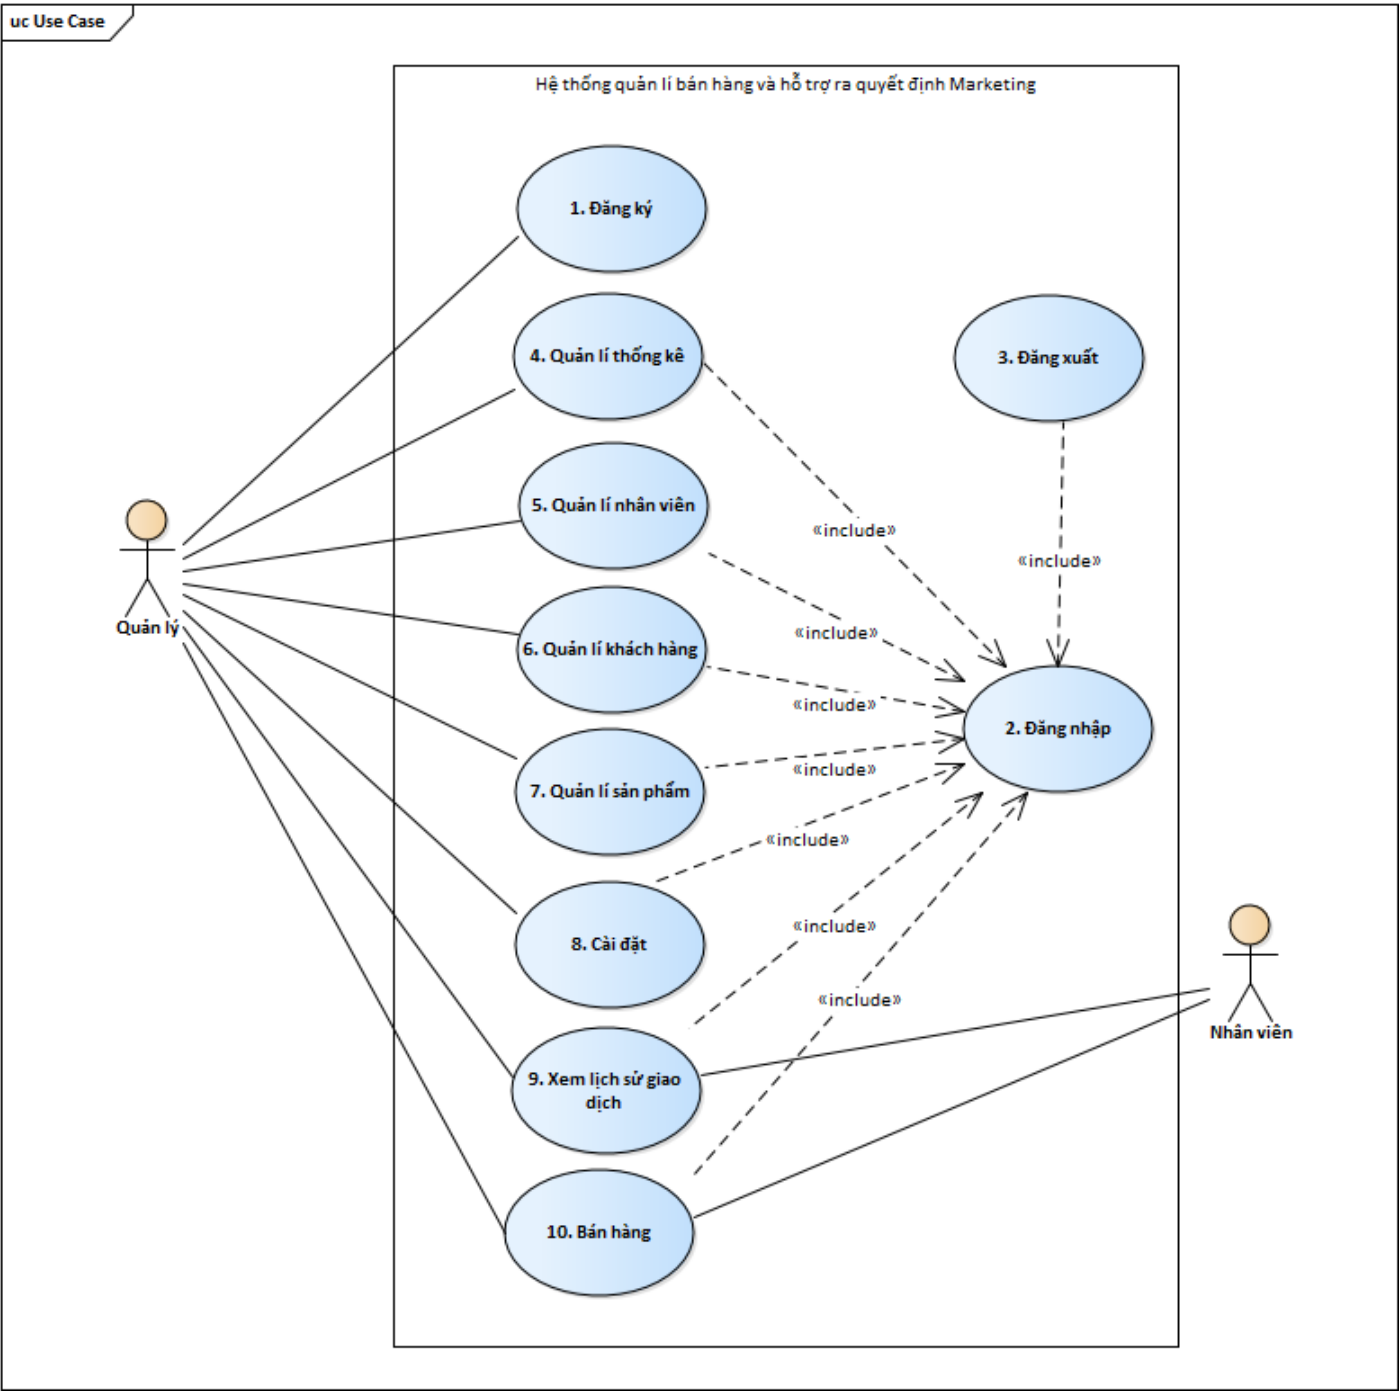 uc Use Case
Hệ thống quản lí bán hàng và hỗ trợ ra quyết định Marketing
1. Đăng ký
4. Quản lí thống kê
3. Đăng xuất
5. Quản lí nhân viên
«include»
«include»
Quản lý
«include»
6. Quản lí khách hàng
«include»
2. Đăng nhập
«include»
7. Quản lí sản phẩm
«include»
8. Cài đặt
«include»
«include»
Nhân viên
9. Xem lịch sử giao
dịch
10. Bán hàng